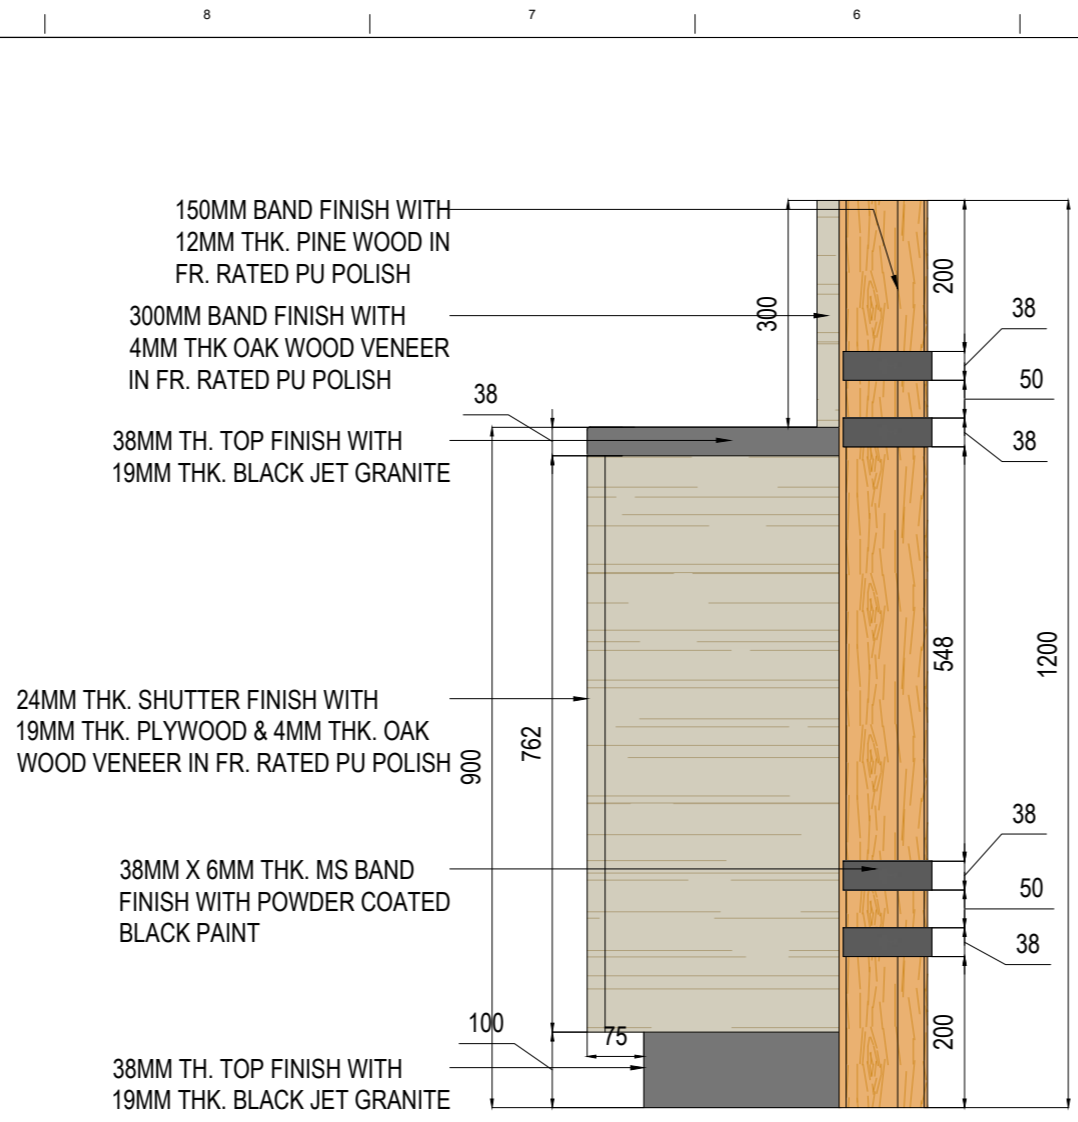 8
7
6
150MM BAND FINISH WITH
12MM THK. PINE WOOD IN
FR. RATED PU POLISH
300MM BAND FINISH WITH
4MM THK OAK WOOD VENEER
IN FR. RATED PU POLISH
38MM TH. TOP FINISH WITH
19MM THK. BLACK JET GRANITE
24MM THK. SHUTTER FINISH WITH
19MM THK. PLYWOOD & 4MM THK. OAK
WOOD VENEER IN FR. RATED PU POLISH
38MM X 6MM THK. MS BAND
FINISH WITH POWDER COATED
BLACK PAINT
38MM TH. TOP FINISH WITH
19MM THK. BLACK JET GRANITE
38
900
762
100
75
300
200
38
50
38
548
38
50
38
200
1200